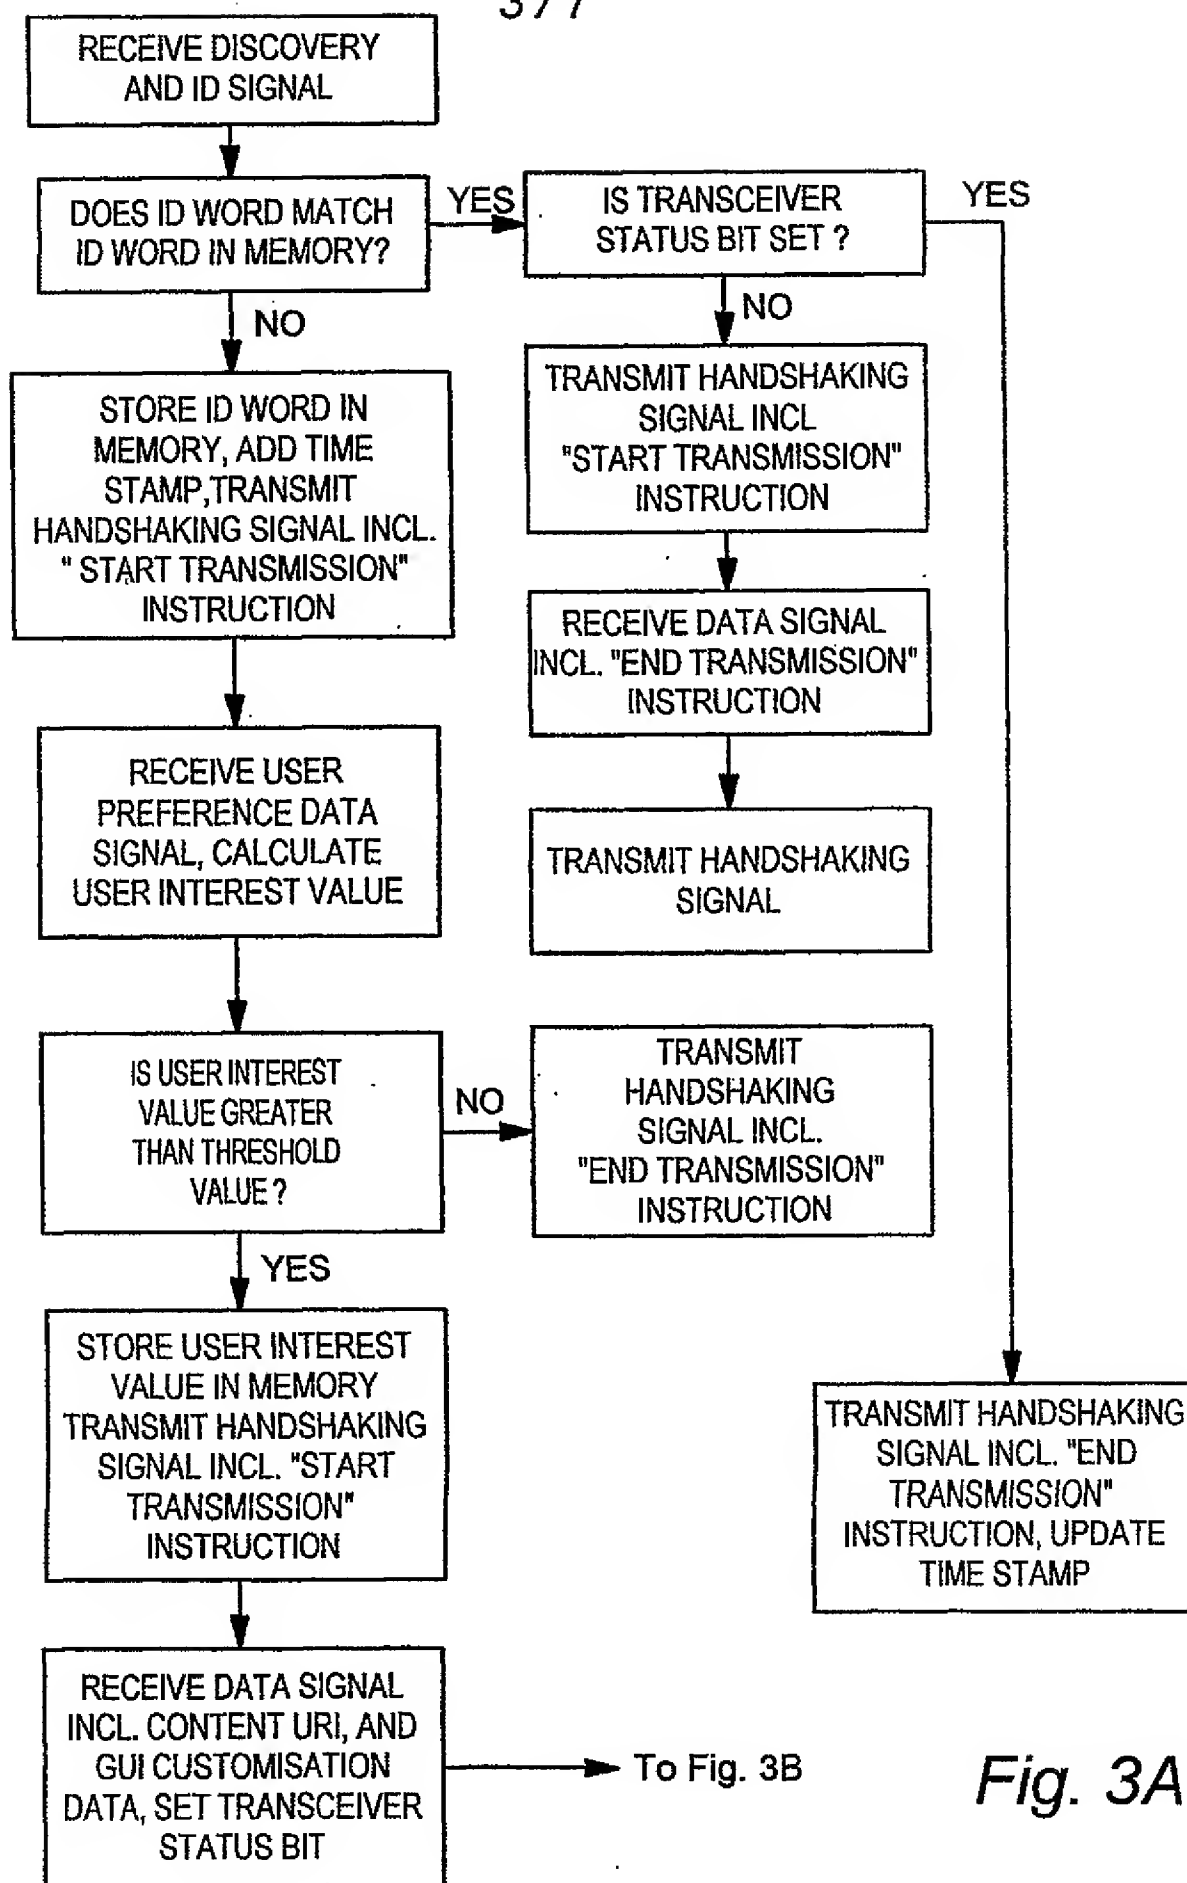 377
RECEIVE DISCOVERY
AND ID SIGNAL
DOES ID WORD MATCH
ID WORD IN MEMORY?
YES
IS TRANSCEIVER
STATUS BIT SET ?
YES
NO
STORE ID WORD IN
MEMORY, ADD TIME
STAMP,TRANSMIT
HANDSHAKING SIGNAL INCL.
" START TRANSMISSION"
INSTRUCTION
NO
TRANSMIT HANDSHAKING
SIGNAL INCL
"START TRANSMISSION"
INSTRUCTION
RECEIVE DATA SIGNAL
INCL. "END TRANSMISSION"
INSTRUCTION
TRANSMIT HANDSHAKING
SIGNAL
RECEIVE USER
PREFERENCE DATA
SIGNAL, CALCULATE
USER INTEREST VALUE
IS USER INTEREST
VALUE GREATER
THAN THRESHOLD
VALUE ?
NO
TRANSMIT
HANDSHAKING
SIGNAL INCL.
"END TRANSMISSION"
INSTRUCTION
YES
STORE USER INTEREST
VALUE IN MEMORY
TRANSMIT HANDSHAKING
SIGNAL INCL. "START
TRANSMISSION"
INSTRUCTION
TRANSMIT HANDSHAKING
SIGNAL INCL. "END
TRANSMISSION"
INSTRUCTION, UPDATE
TIME STAMP
RECEIVE DATA SIGNAL
INCL. CONTENT URI, AND
GUI CUSTOMISATION
DATA, SET TRANSCEIVER
STATUS BIT
To Fig. 3B
Fig. 3A